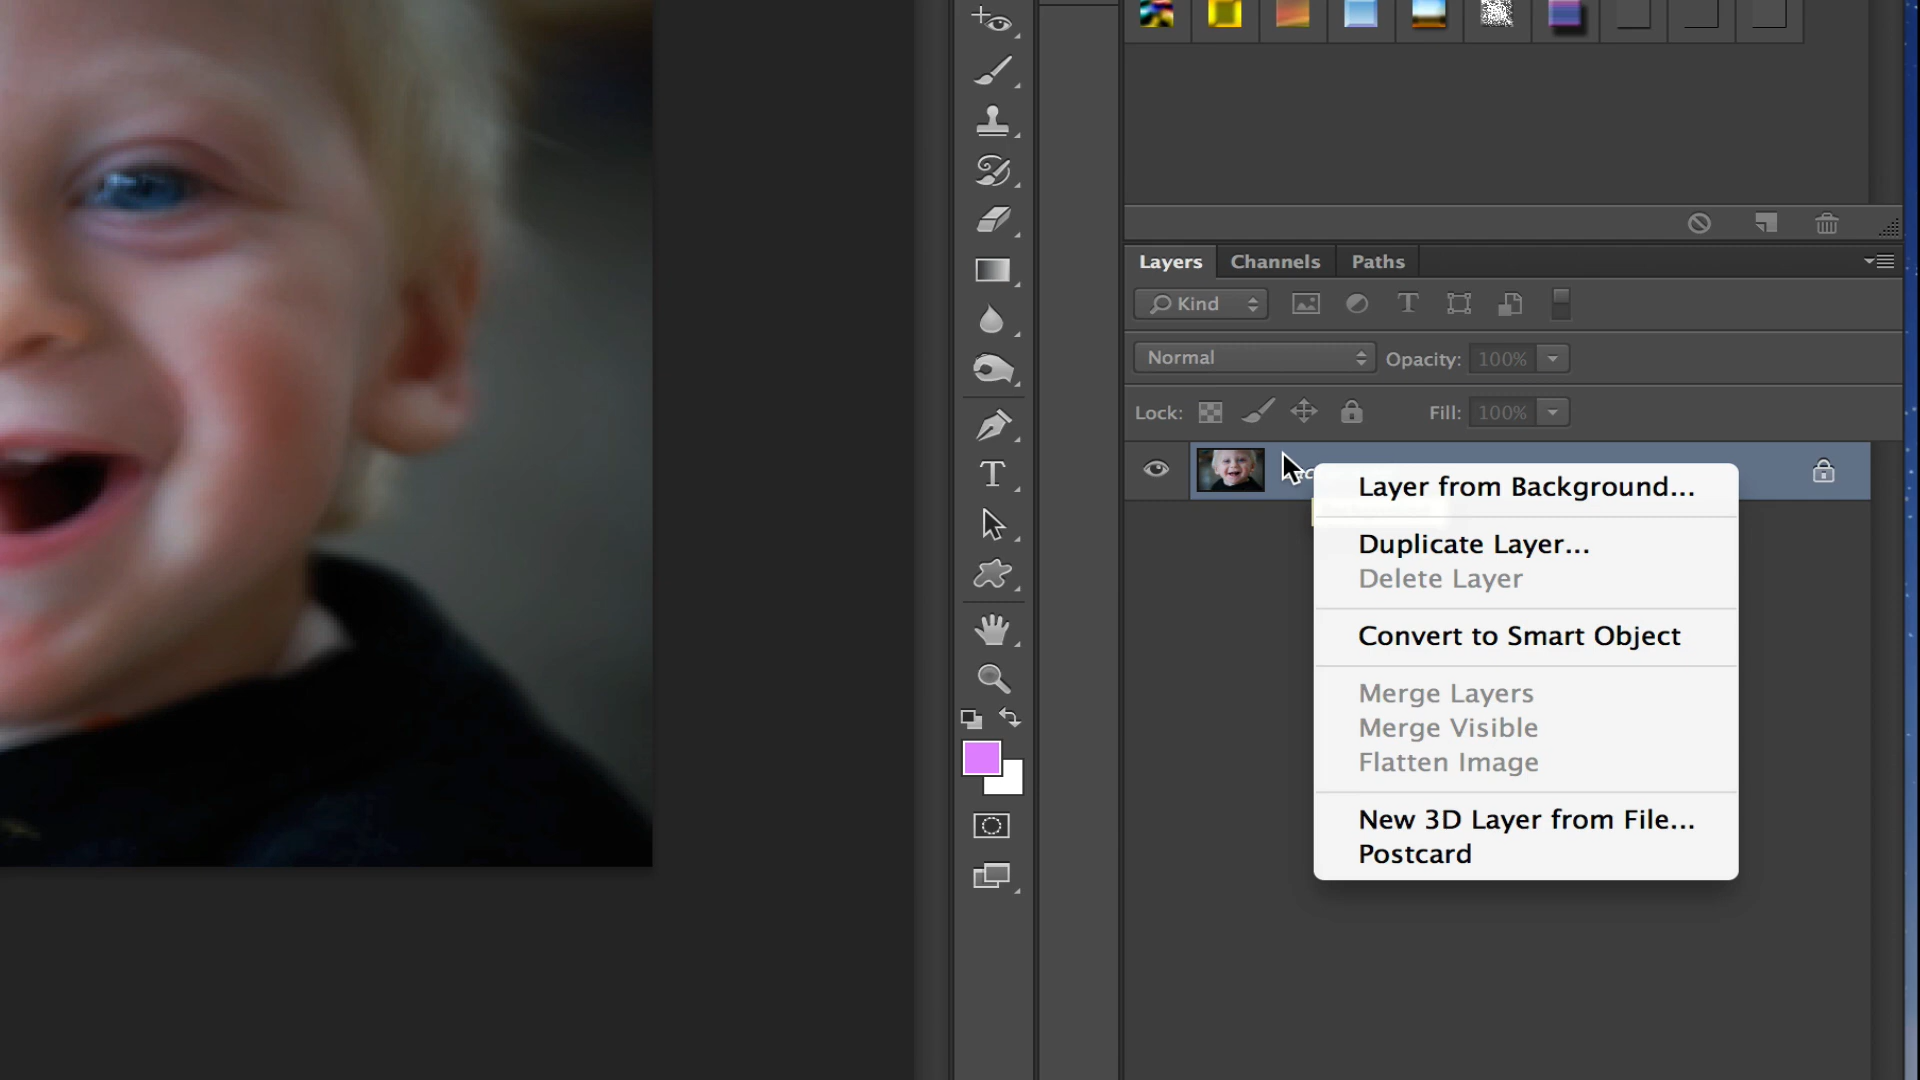 Layers Channels Paths
Kind
Normal Opacity: 100%
Lock: Fill: 100%
Layer from Background...
Duplicate Layer...
Delete Layer
Convert to Smart Object
Merge Layers
Merge Visible
Flatten Image
New 3D Layer from File...
Postcard